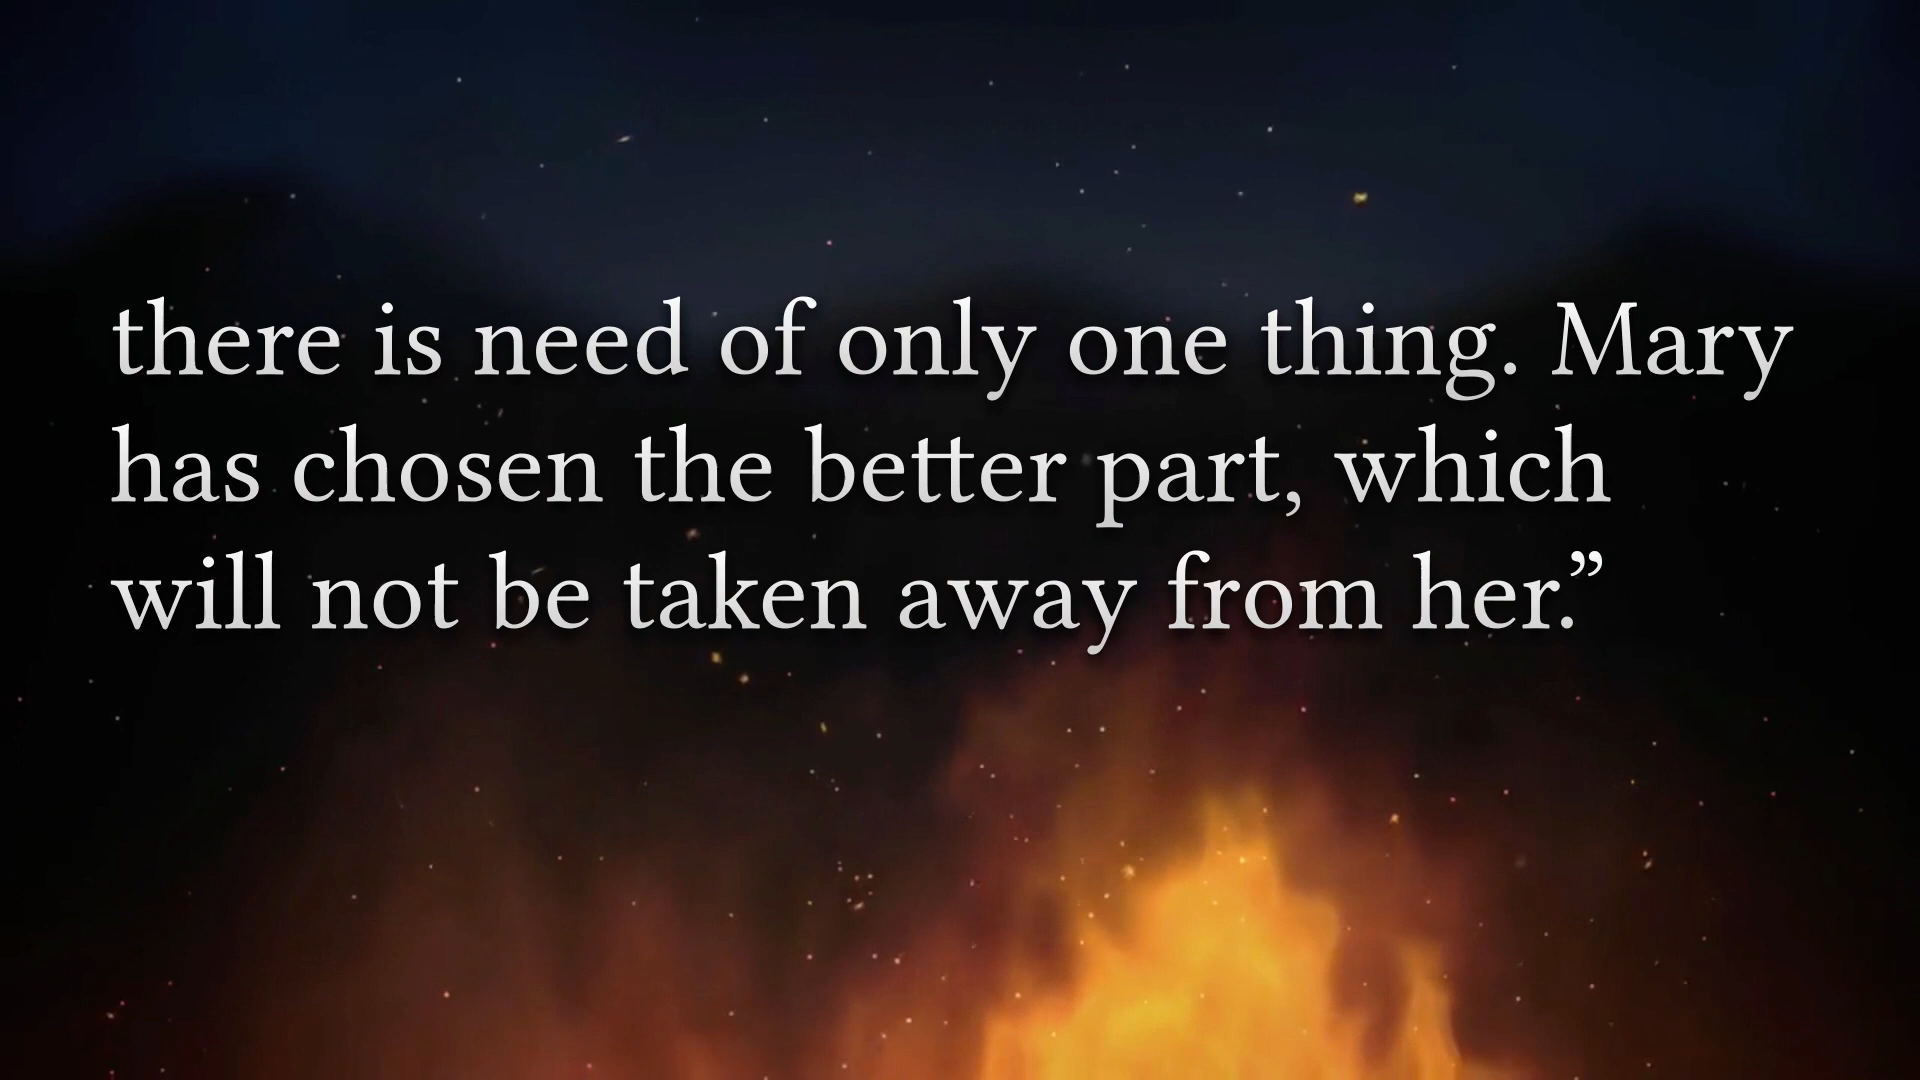 there is need of only one thing. Mary
has chosen the better part, which
will not be taken away from her.”